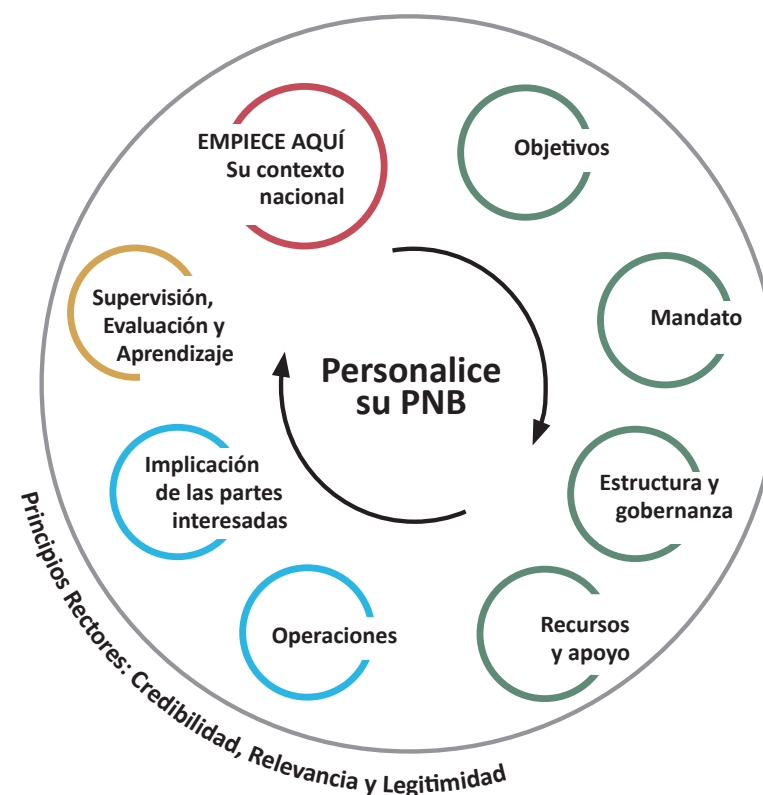 EMPIECE AQUÍ
Su contexto
nacional
Objetivos
Mandato
Estructura y
gobernanza
Recursos
y apoyo
Operaciones
Implicación
de las partes
interesadas
Supervisión,
Evaluación y
Aprendizaje
Personalice
su PNB
Principios Rectores: Credibilidad, Relevancia y Legitimidad